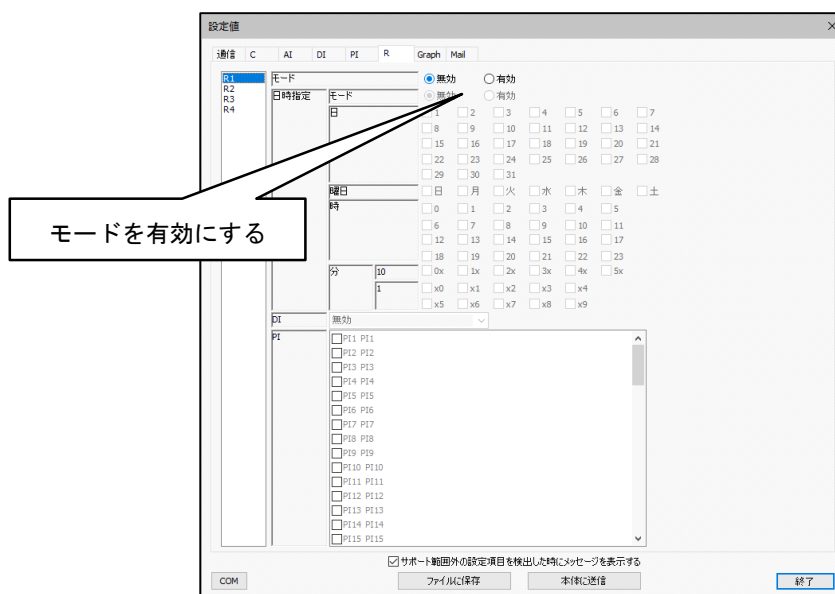 設定値
通信 C AI DI PI R Graph Mail
R1
R2
R3
R4
モード 無効 有効
日時指定 モード 無効 有効
日 1 2 3 4 5 6 7
8 9 10 11 12 13 14
15 16 17 18 19 20 21
22 23 24 25 26 27 28
29 30 31
曜日 日 月 火 水 木 金 土
時 0 1 2 3 4 5
6 7 8 9 10 11
12 13 14 15 16 17
18 19 20 21 22 23
分 10 0x 1x 2x 3x 4x 5x
1 x0 x1 x2 x3 x4
x5 x6 x7 x8 x9
DI 無効
PI PI1 PI1
PI2 PI2
PI3 PI3
PI4 PI4
PI5 PI5
PI6 PI6
PI7 PI7
PI8 PI8
PI9 PI9
PI10 PI10
PI11 PI11
PI12 PI12
PI13 PI13
PI14 PI14
PI15 PI15
モードを有効にする
サポート範囲外の設定項目を検出した時にメッセージを表示する
COM ファイルに保存 本体に送信 終了